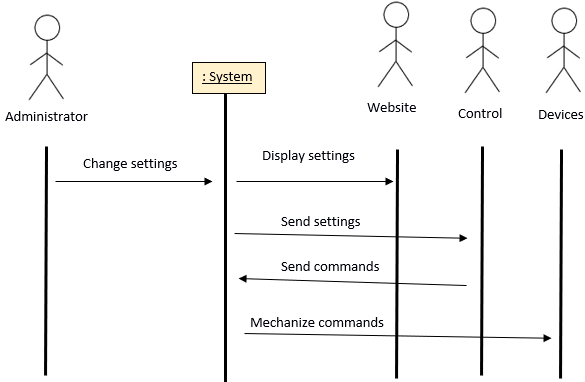 : System
Administrator
Website
Control
Devices
Change settings
Display settings
Send settings
Send commands
Mechanize commands